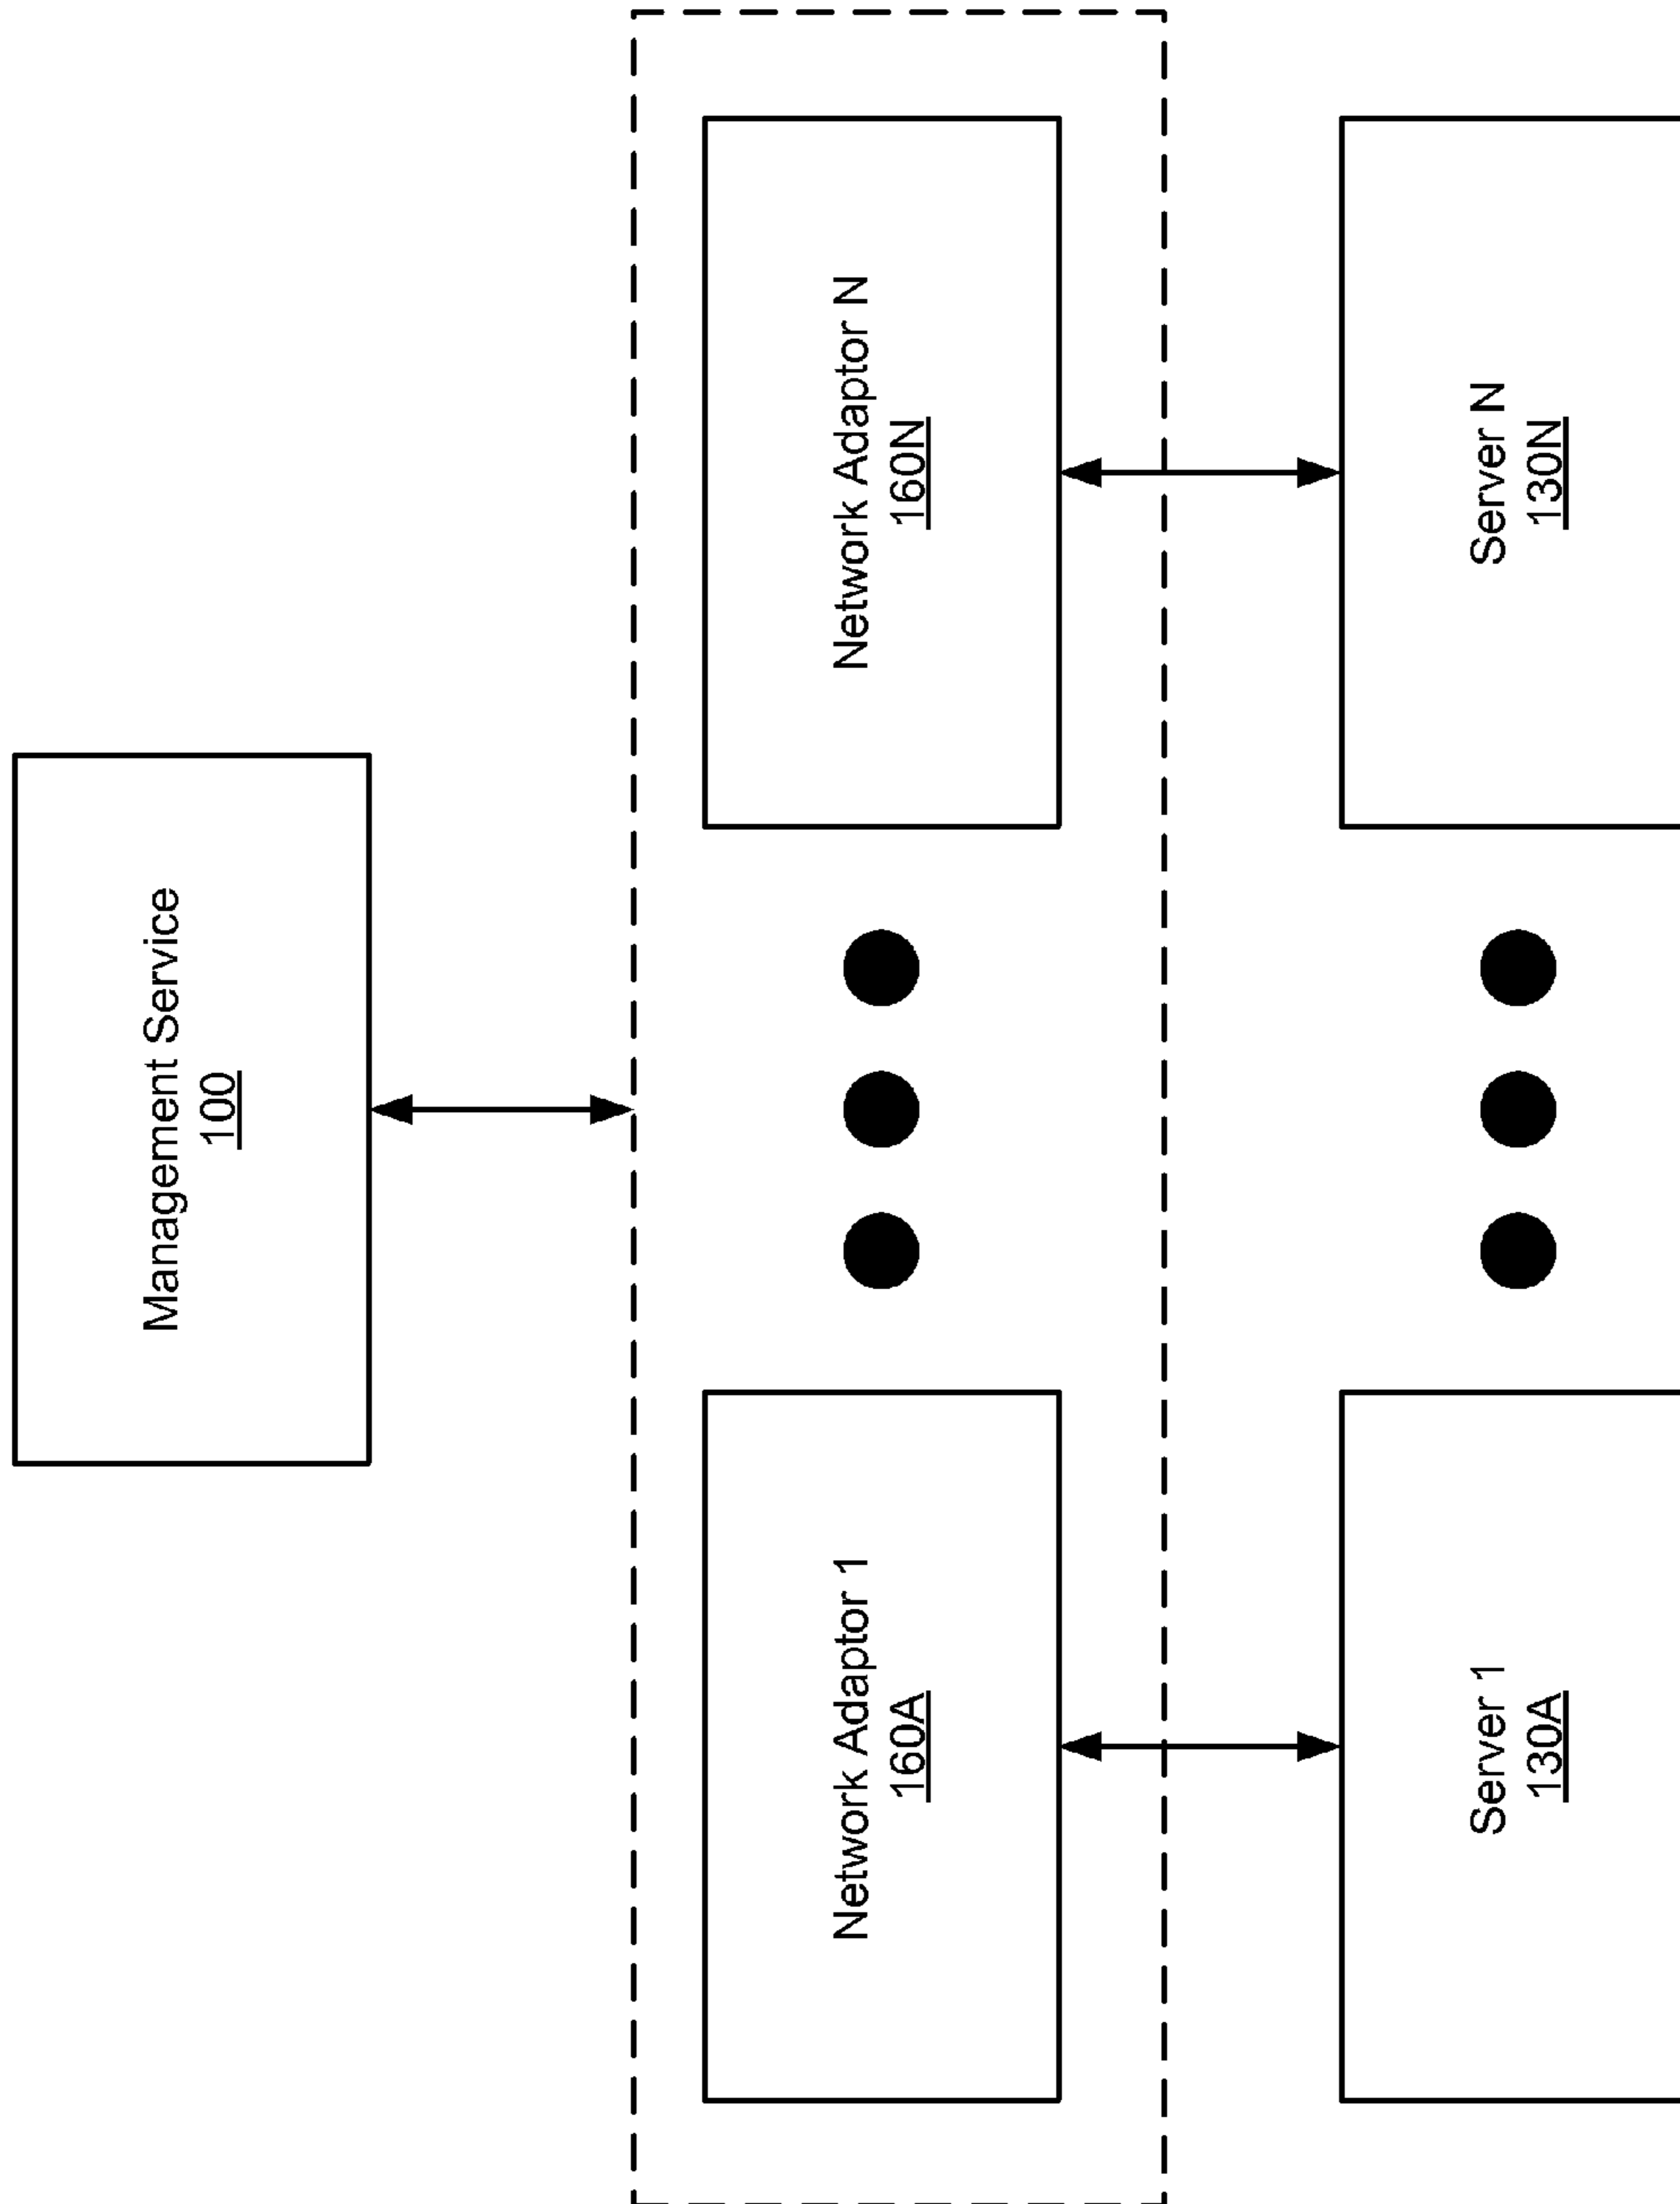 Management Service
100
Network Adaptor 1
160A
Network Adaptor N
160N
Server 1
130A
Server N
130N